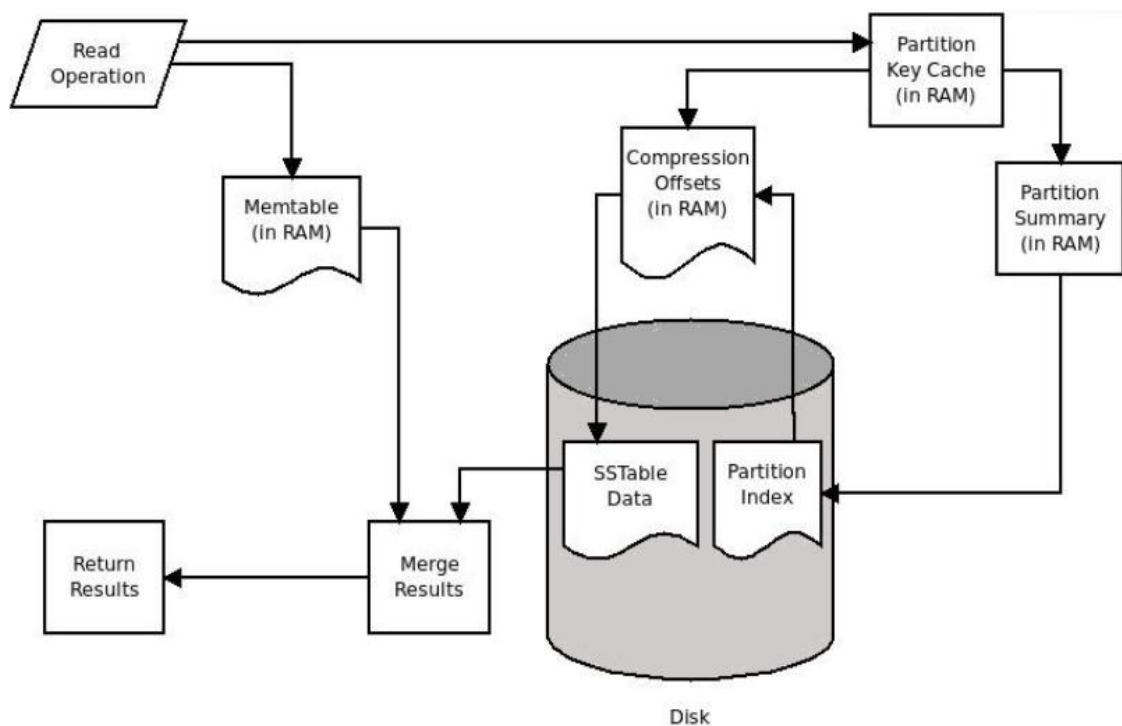 Read
Operation
Partition
Key Cache
(in RAM)
Compression
Offsets
(in RAM)
Memtable
(in RAM)
Partition
Summary
(in RAM)
SSTable
Data
Partition
Index
Return
Results
Merge
Results
Disk